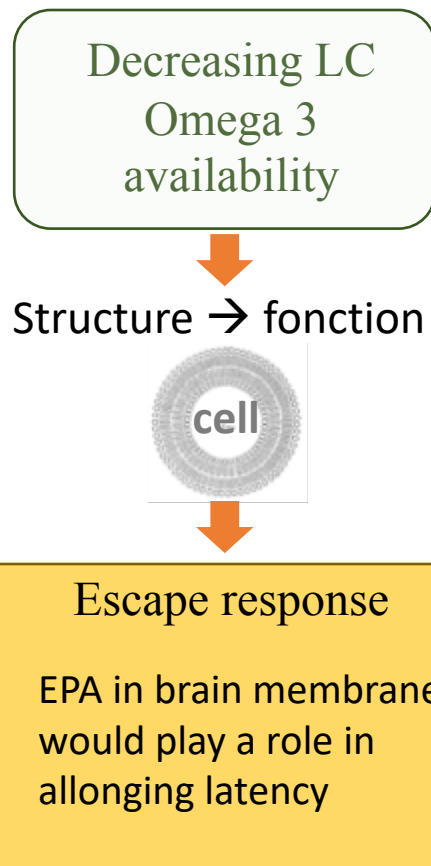 Decreasing LC
Omega 3
availability
Structure → fonction
cell
Escape response
EPA in brain membrane
would play a role in
allonging latency